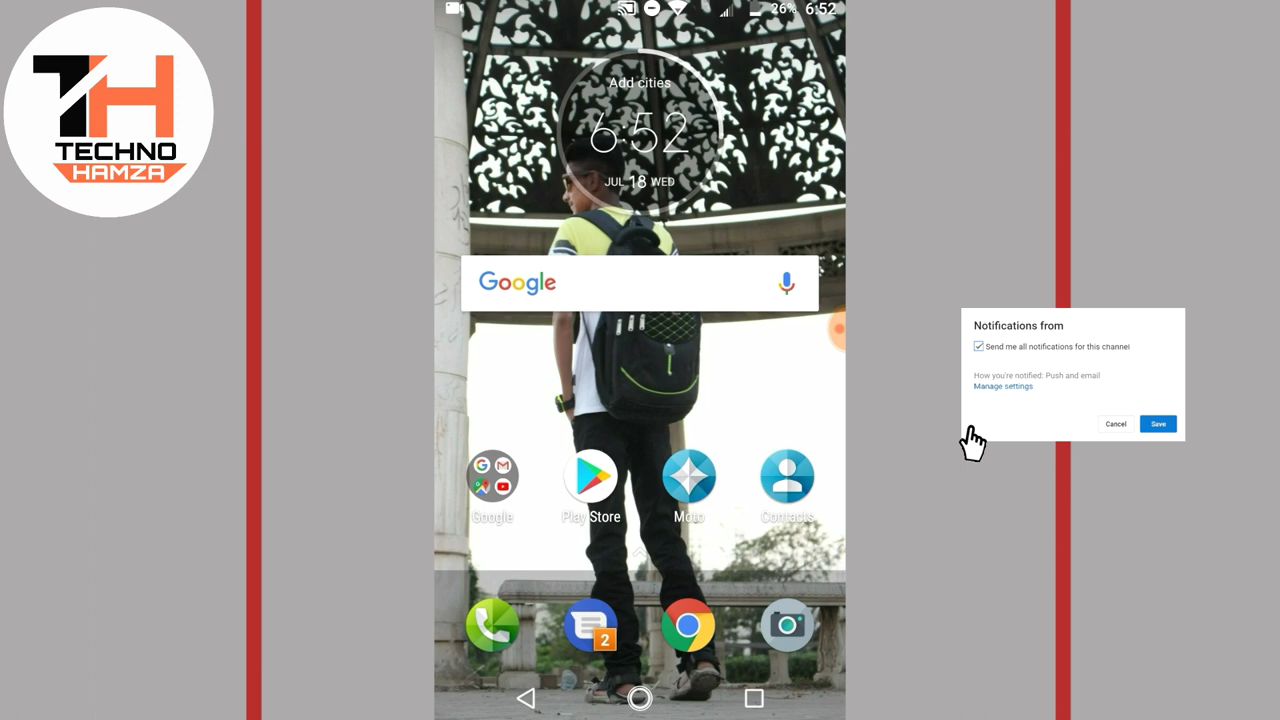 TH
TECHNO
HAMZA
26% 6:52
Add cities
6:52
JUL 18 WED
Google
Google
Play Store
Moto
Contacts
2
Notifications from
Send me all notifications for this channel
How you're notified: Push and email
Manage settings
Cancel
Save